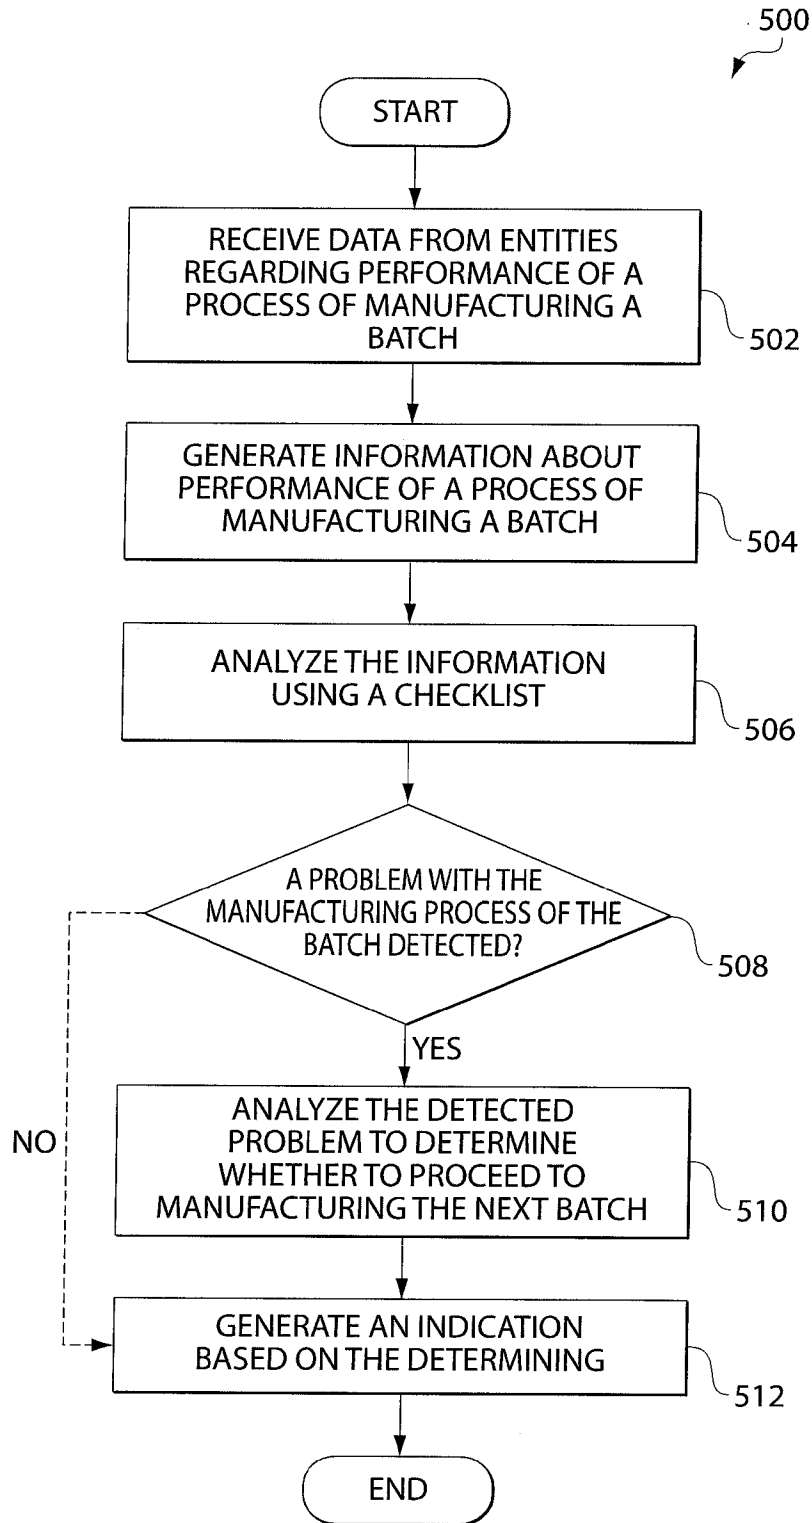 500
START
RECEIVE DATA FROM ENTITIES
REGARDING PERFORMANCE OF A
PROCESS OF MANUFACTURING A
BATCH
502
GENERATE INFORMATION ABOUT
PERFORMANCE OF A PROCESS OF
MANUFACTURING A BATCH
504
ANALYZE THE INFORMATION
USING A CHECKLIST
506
A PROBLEM WITH THE
MANUFACTURING PROCESS OF THE
BATCH DETECTED?
508
YES
NO
ANALYZE THE DETECTED
PROBLEM TO DETERMINE
WHETHER TO PROCEED TO
MANUFACTURING THE NEXT BATCH
510
GENERATE AN INDICATION
BASED ON THE DETERMINING
512
END